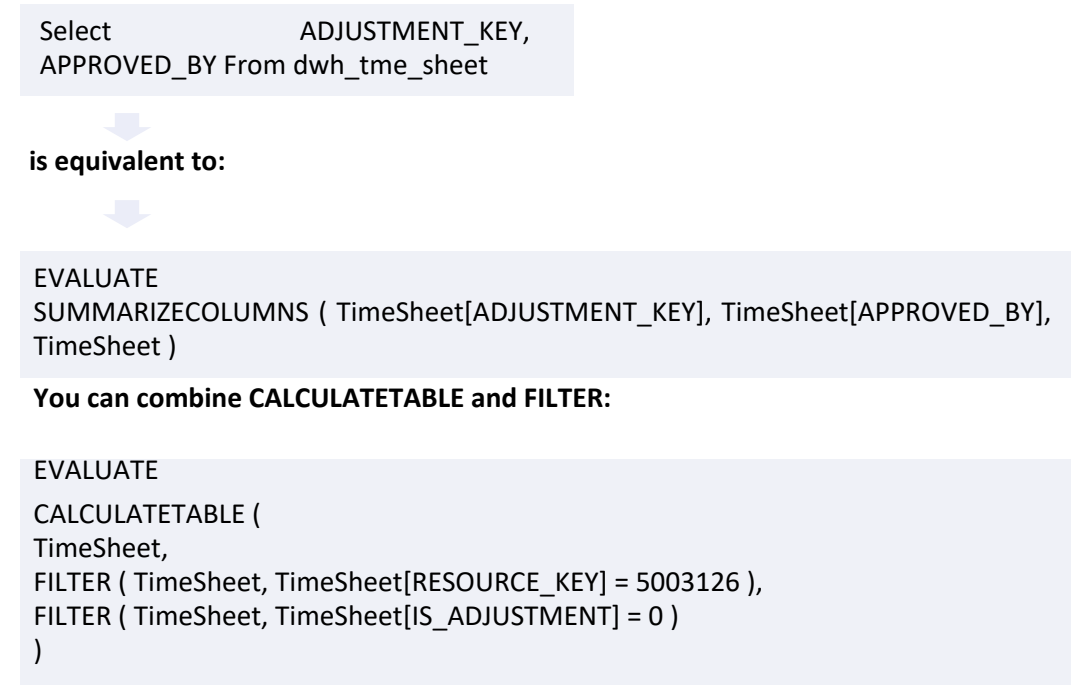 Select ADJUSTMENT_KEY,
APPROVED_BY From dwh_tme_sheet
is equivalent to:
EVALUATE
SUMMARIZECOLUMNS ( TimeSheet[ADJUSTMENT_KEY], TimeSheet[APPROVED_BY],
TimeSheet )
You can combine CALCULATETABLE and FILTER:
EVALUATE
CALCULATETABLE (
TimeSheet,
FILTER ( TimeSheet, TimeSheet[RESOURCE_KEY] = 5003126 ),
FILTER ( TimeSheet, TimeSheet[IS_ADJUSTMENT] = 0 )
)